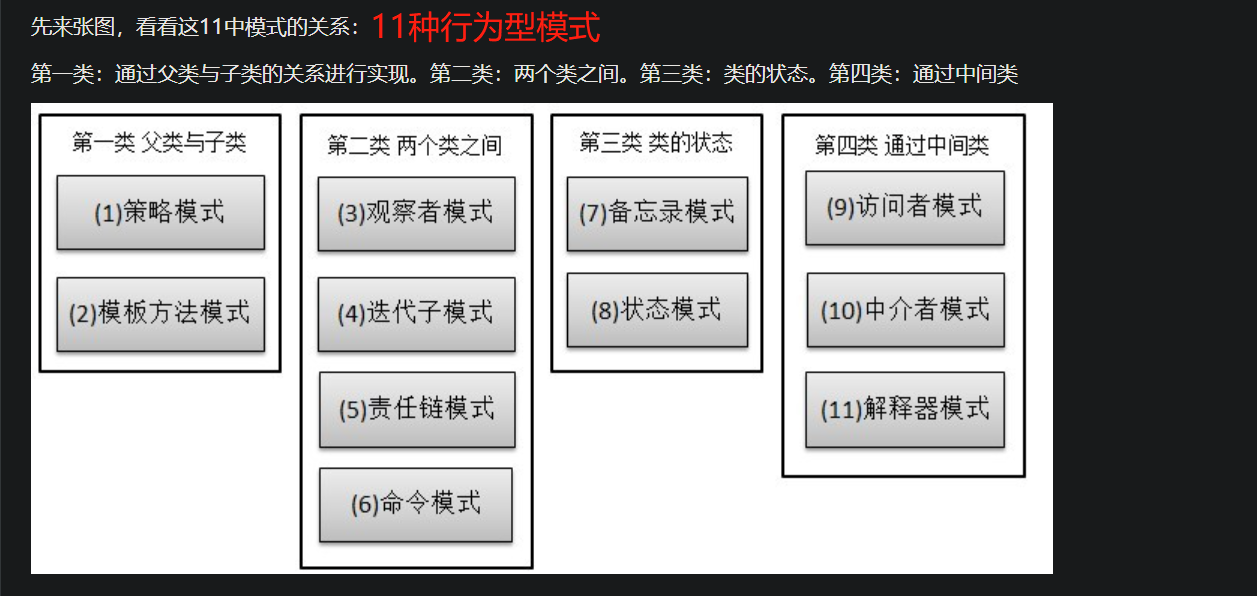 先来张图，看看这11中模式的关系：11种行为型模式
第一类：通过父类与子类的关系进行实现。第二类：两个类之间。第三类：类的状态。第四类：通过中间类
第一类 父类与子类
(1)策略模式
(2)模板方法模式
第二类 两个类之间
(3)观察者模式
(4)迭代子模式
(5)责任链模式
(6)命令模式
第三类 类的状态
(7)备忘录模式
(8)状态模式
第四类 通过中间类
(9)访问者模式
(10)中介者模式
(11)解释器模式